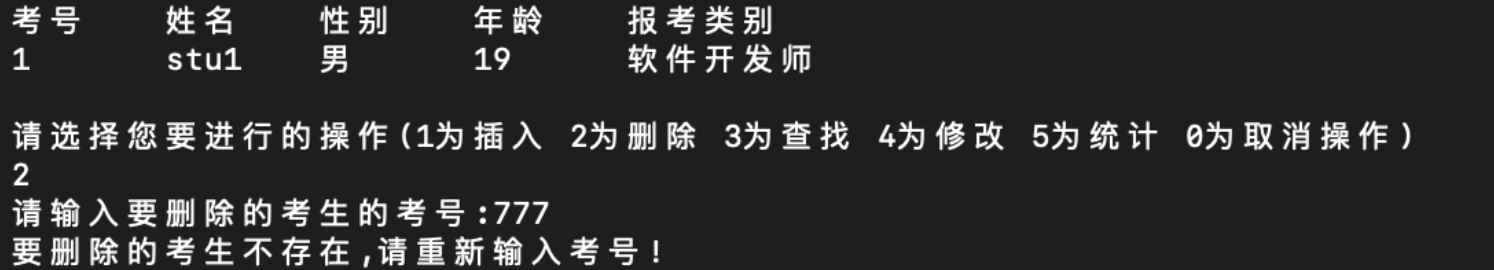 考号 姓名 性别 年龄 报考类别
1 stu1 男 19 软件开发师
请选择您要进行的操作(1为插入 2为删除 3为查找 4为修改 5为统计 0为取消操作)
2
请输入要删除的考生的考号:777
要删除的考生不存在,请重新输入考号!